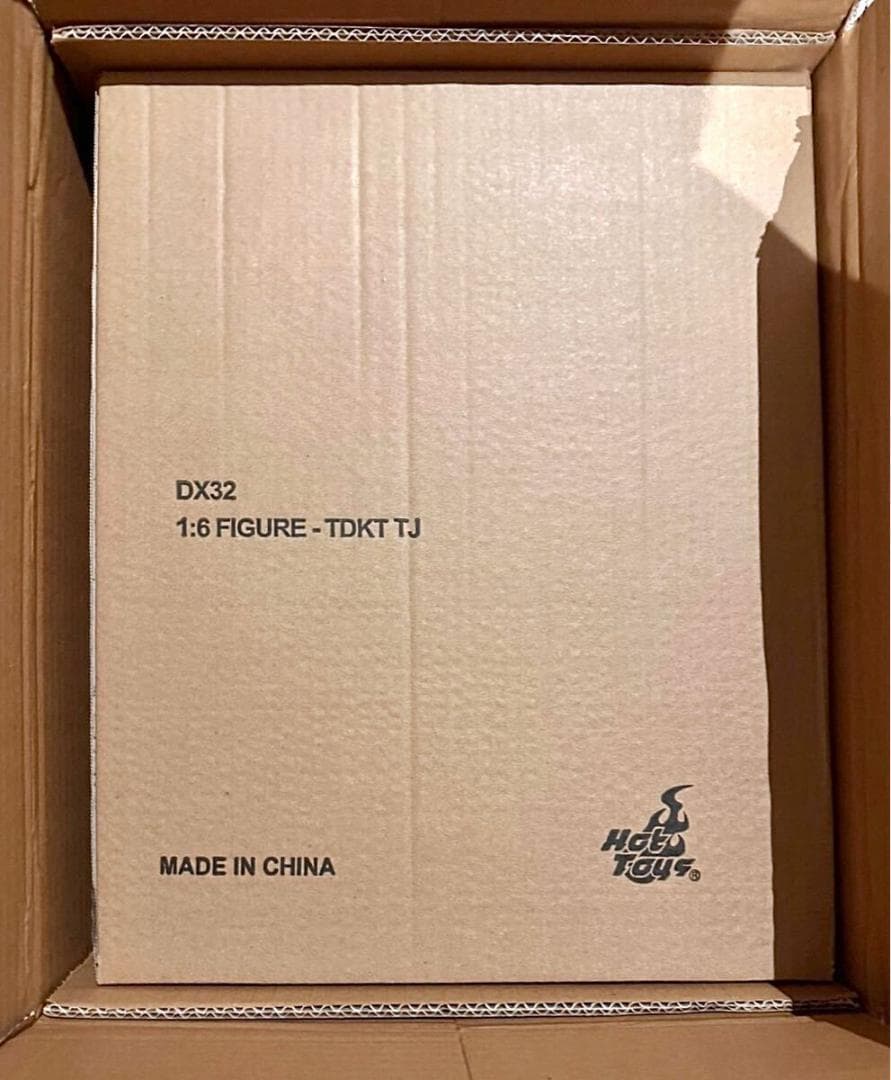 DX32
1:6 FIGURE - TDKT TJ
MADE IN CHINA
Hot
Toys®